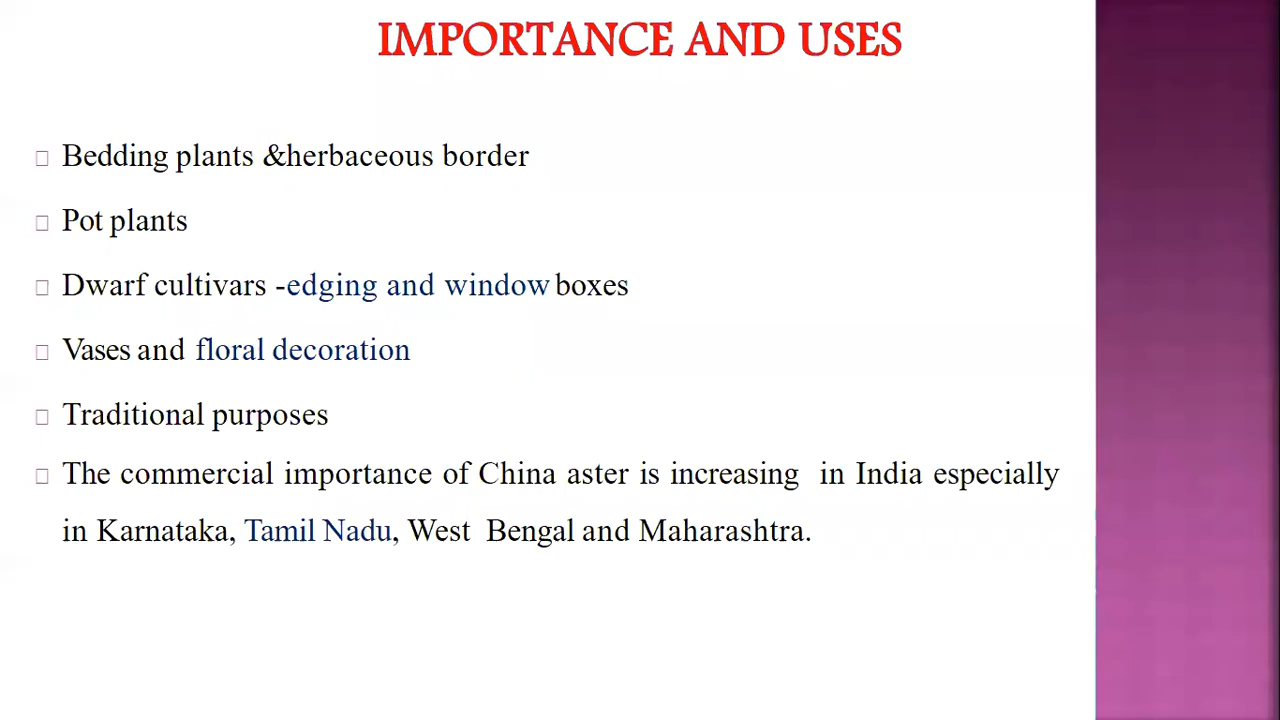 IMPORTANCE AND USES
Bedding plants &herbaceous border
Pot plants
Dwarf cultivars -edging and window boxes
Vases and floral decoration
Traditional purposes
The commercial importance of China aster is increasing in India especially
in Karnataka, Tamil Nadu, West Bengal and Maharashtra.